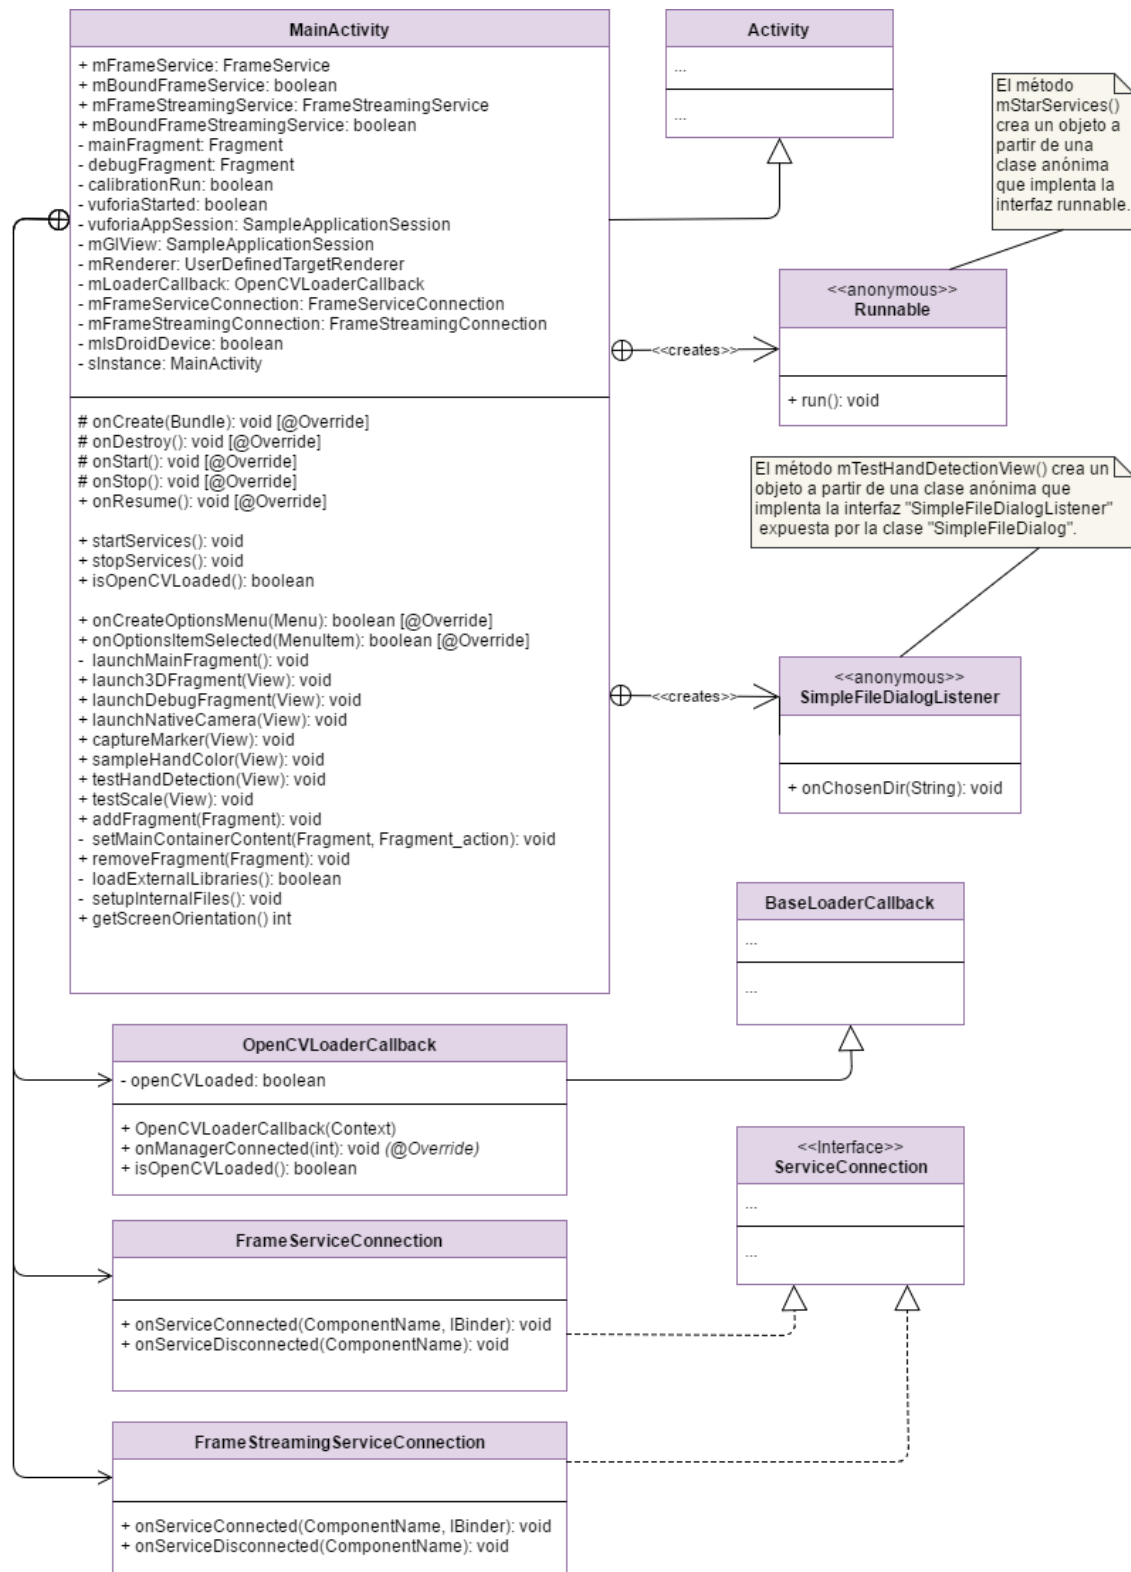 MainActivity
+ mFrameService: FrameService
+ mBoundFrameService: boolean
+ mFrameStreamingService: FrameStreamingService
+ mBoundFrameStreamingService: boolean
- mainFragment: Fragment
- debugFragment: Fragment
- calibrationRun: boolean
- vuforiaStarted: boolean
- vuforiaAppSession: SampleApplicationSession
- mGlView: SampleApplicationSession
- mRenderer: UserDefinedTargetRenderer
- mLoaderCallback: OpenCVLoaderCallback
- mFrameServiceConnection: FrameServiceConnection
- mFrameStreamingConnection: FrameStreamingConnection
- mIsDroidDevice: boolean
- sInstance: MainActivity
# onCreate(Bundle): void [@Override]
# onDestroy(): void [@Override]
# onStart(): void [@Override]
# onStop(): void [@Override]
+ onResume(): void [@Override]
+ startServices(): void
+ stopServices(): void
+ isOpenCVLoaded(): boolean
+ onCreateOptionsMenu(Menu): boolean [@Override]
+ onOptionsItemSelected(MenuItem): boolean [@Override]
- launchMainFragment(): void
+ launch3DFragment(View): void
+ launchDebugFragment(View): void
+ launchNativeCamera(View): void
+ captureMarker(View): void
+ sampleHandColor(View): void
+ testHandDetection(View): void
+ testScale(View): void
+ addFragment(Fragment): void
- setMainContainerContent(Fragment, Fragment_action): void
+ removeFragment(Fragment): void
- loadExternalLibraries(): boolean
- setupInternalFiles(): void
+ getScreenOrientation() int
Activity
...
...
El método
mStarServices()
crea un objeto a
partir de una
clase anónima
que implenta la
interfaz runnable.
<<creates>>
<<anonymous>>
Runnable
+ run(): void
El método mTestHandDetectionView() crea un
objeto a partir de una clase anónima que
implenta la interfaz "SimpleFileDialogListener"
expuesta por la clase "SimpleFileDialog".
<<creates>>
<<anonymous>>
SimpleFileDialogListener
+ onChosenDir(String): void
BaseLoaderCallback
...
...
OpenCVLoaderCallback
- openCVLoaded: boolean
+ OpenCVLoaderCallback(Context)
+ onManagerConnected(int): void (@Override)
+ isOpenCVLoaded(): boolean
<<Interface>>
ServiceConnection
...
...
FrameServiceConnection
+ onServiceConnected(ComponentName, IBinder): void
+ onServiceDisconnected(ComponentName): void
FrameStreamingServiceConnection
+ onServiceConnected(ComponentName, IBinder): void
+ onServiceDisconnected(ComponentName): void